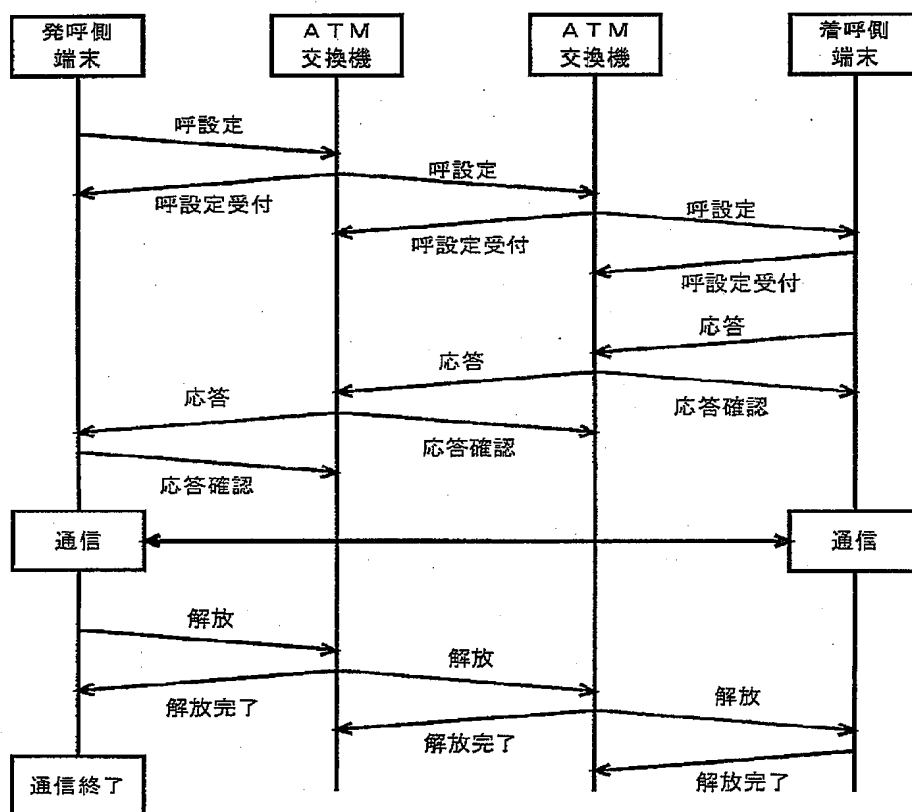 発呼側
端末
ATM
交換機
ATM
交換機
着呼側
端末
呼設定
呼設定
呼設定受付
呼設定
呼設定受付
呼設定受付
応答
応答
応答
応答確認
応答確認
応答確認
通信
通信
解放
解放
解放完了
解放
解放完了
解放完了
通信終了